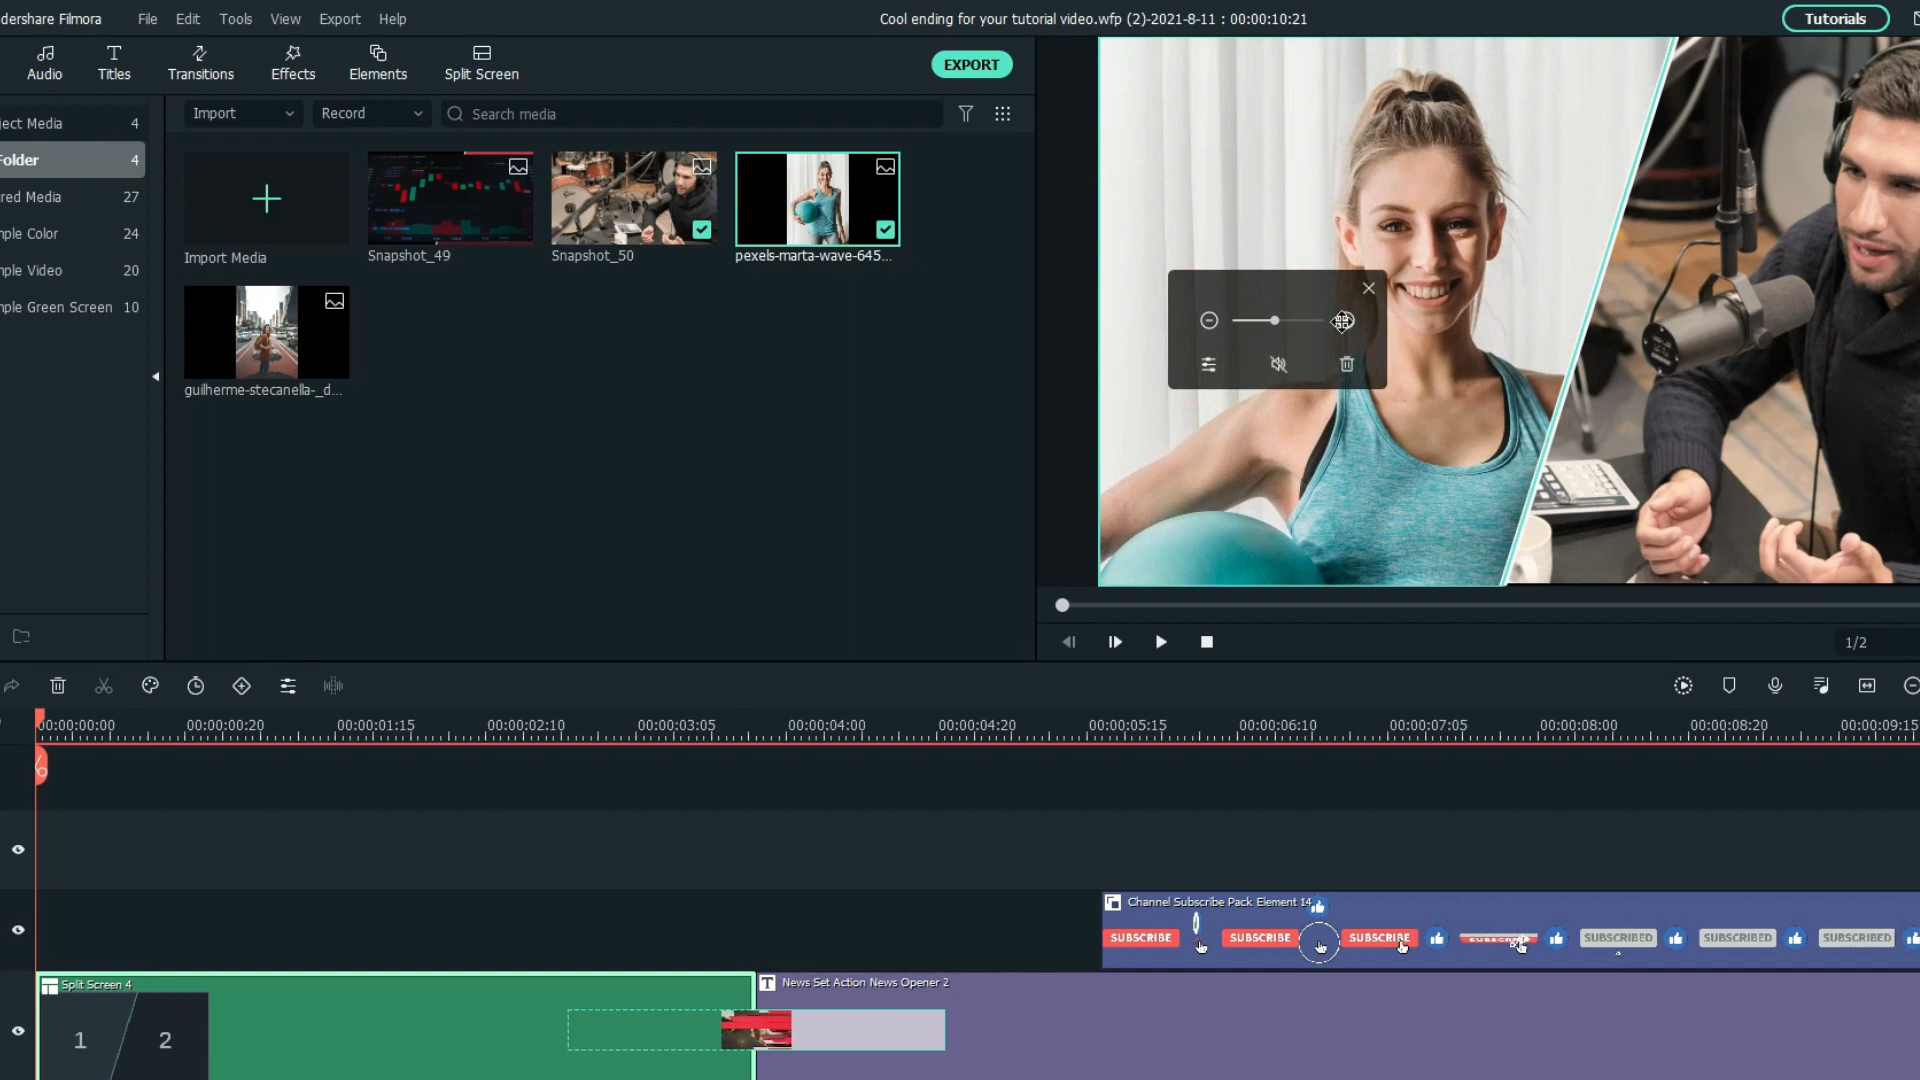 dershare Filmora File Edit Tools View Export Help Cool ending for your tutorial video.wfp (2)-2021-8-11 : 00:00:10:21 Tutorials
Audio Titles Transitions Effects Elements Split Screen EXPORT
Import Record Search media
ject Media 4
Folder 4
red Media 27
mple Color 24
mple Video 20
mple Green Screen 10
Import Media Snapshot_49 Snapshot_50 pexels-marta-wave-645...
guilherme-stecanella-_d...
1/2
00:00:00:00 00:00:00:20 00:00:01:15 00:00:02:10 00:00:03:05 00:00:04:00 00:00:04:20 00:00:05:15 00:00:06:10 00:00:07:05 00:00:08:00 00:00:08:20 00:00:09:15
Channel Subscribe Pack Element 14
SUBSCRIBE SUBSCRIBE SUBSCRIBE SUBSCRIBED SUBSCRIBED SUBSCRIBED
Split Screen 4 News Set Action News Opener 2
1 2